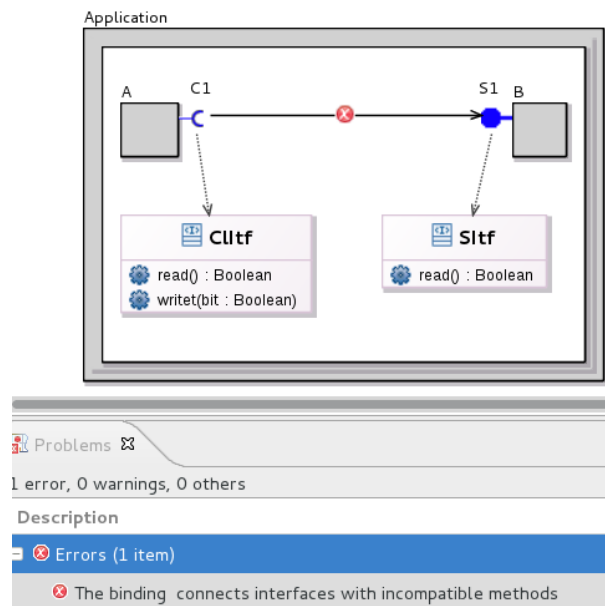 Application
A
C1
S1
B
ClItf
read() : Boolean
writet(bit : Boolean)
SItf
read() : Boolean
Problems
1 error, 0 warnings, 0 others
Description
Errors (1 item)
The binding connects interfaces with incompatible methods